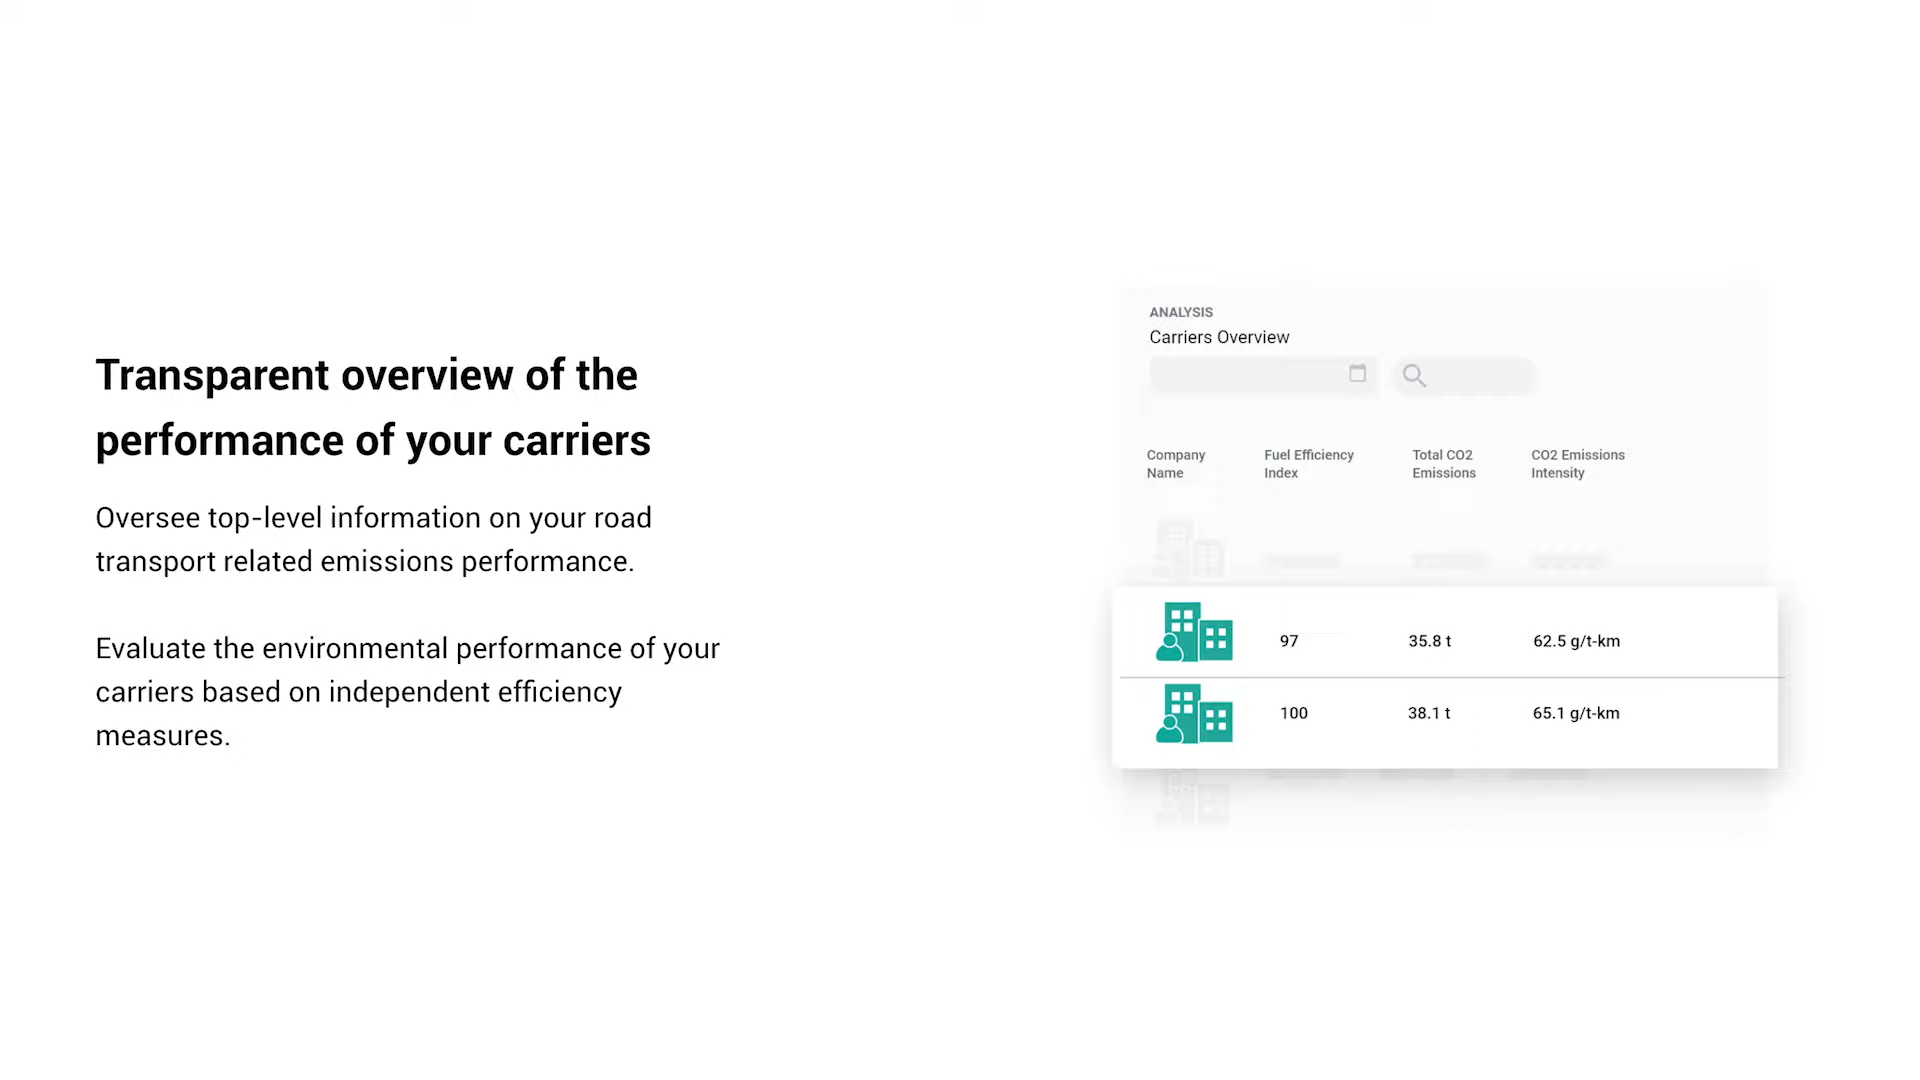 Transparent overview of the
performance of your carriers
Oversee top-level information on your road
transport related emissions performance.
Evaluate the environmental performance of your
carriers based on independent efficiency
measures.
ANALYSIS
Carriers Overview
Company Name
Fuel Efficiency Index
Total CO2 Emissions
CO2 Emissions Intensity
97 35.8 t 62.5 g/t-km
100 38.1 t 65.1 g/t-km